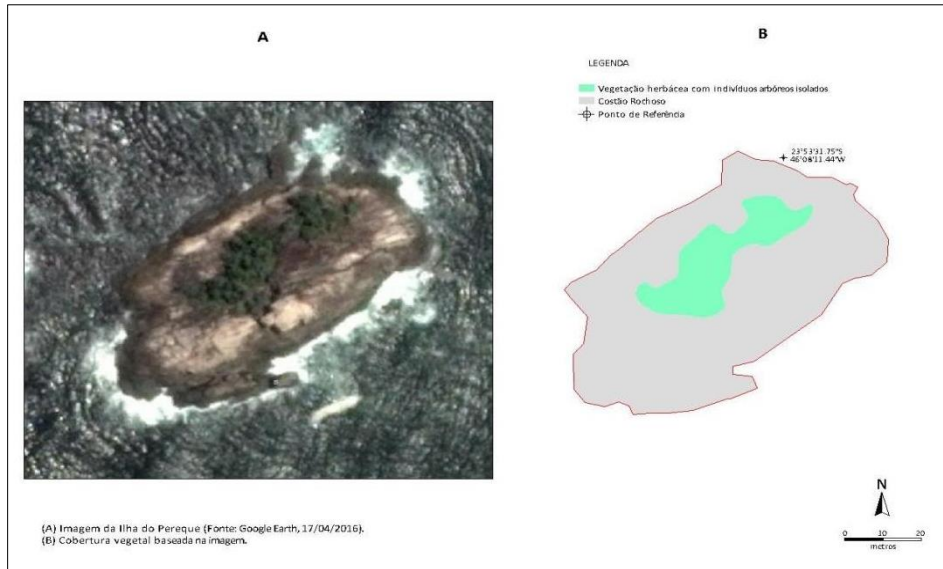 A
B
LEGENDA
Vegetação herbácea com indivíduos arbóreos isolados
Costão Rochoso
Ponto de Referência
23°53'31.75"S
46°08'11.44"W
N
0 10 20
metros
(A) Imagem da Ilha do Pereque (Fonte: Google Earth, 17/04/2016).
(B) Cobertura vegetal baseada na imagem.